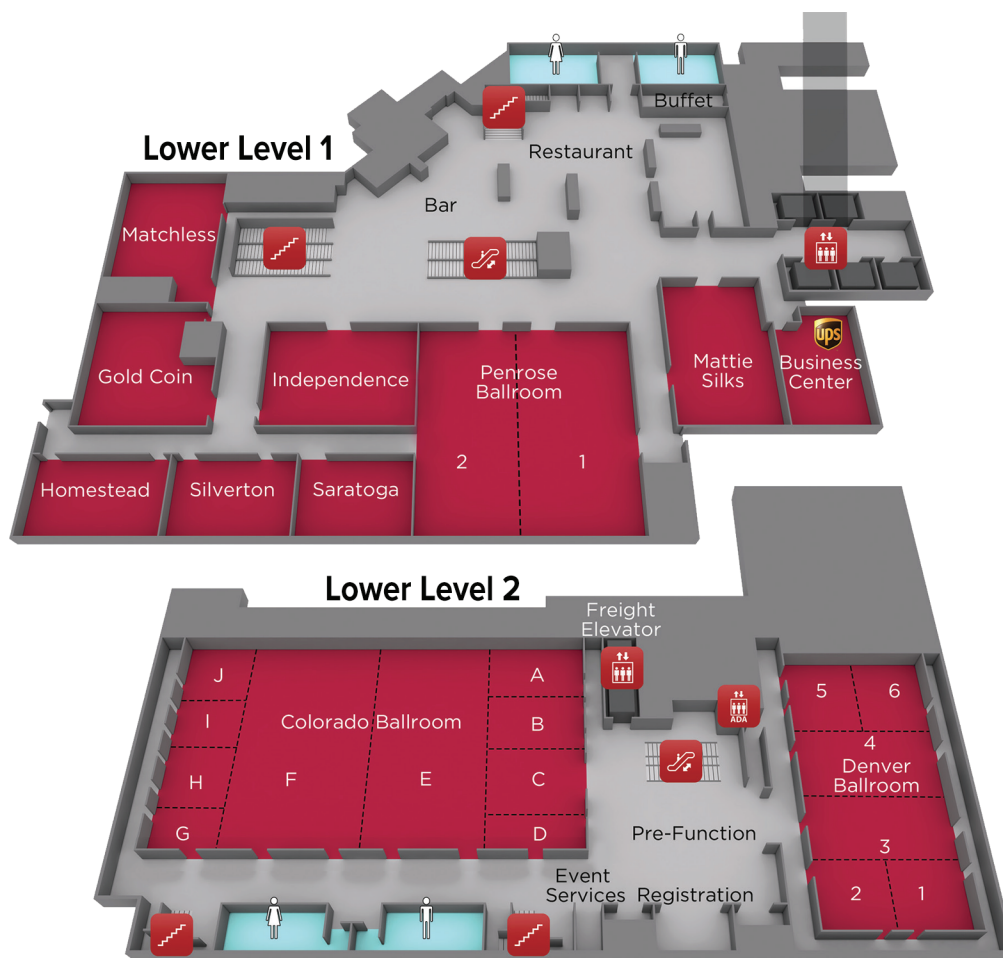 Lower Level 1
Buffet
Restaurant
Bar
Matchless
Gold Coin
Independence
Penrose
Ballroom
2
1
Mattie
Silks
ups
Business
Center
Homestead
Silverton
Saratoga
Lower Level 2
Freight
Elevator
ADA
J
I
H
G
Colorado Ballroom
F
E
A
B
C
D
5
6
4
Denver
Ballroom
3
2
1
Pre-Function
Event
Services
Registration